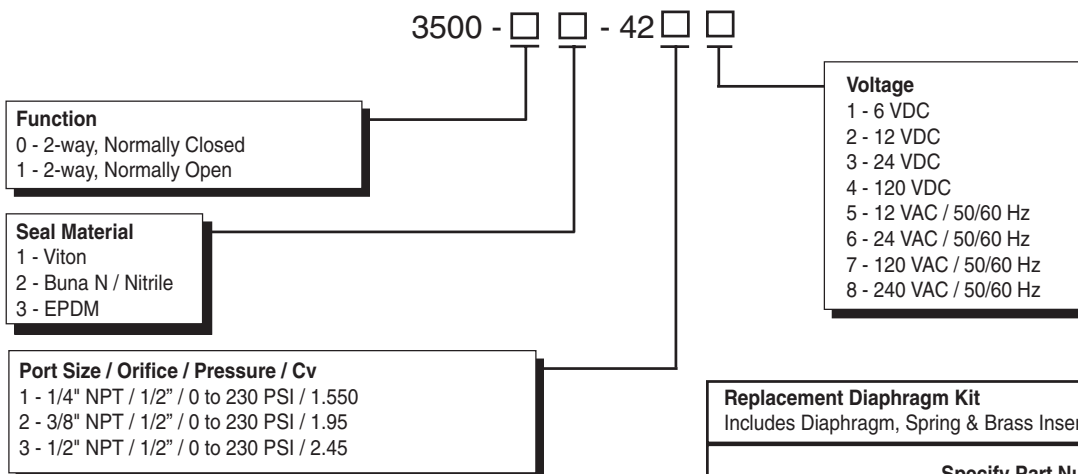 3500 - □ □ - 42 □ □
Function
0 - 2-way, Normally Closed
1 - 2-way, Normally Open
Seal Material
1 - Viton
2 - Buna N / Nitrile
3 - EPDM
Port Size / Orifice / Pressure / Cv
1 - 1/4" NPT / 1/2” / 0 to 230 PSI / 1.550
2 - 3/8" NPT / 1/2” / 0 to 230 PSI / 1.95
3 - 1/2" NPT / 1/2” / 0 to 230 PSI / 2.45
Voltage
1 - 6 VDC
2 - 12 VDC
3 - 24 VDC
4 - 120 VDC
5 - 12 VAC / 50/60 Hz
6 - 24 VAC / 50/60 Hz
7 - 120 VAC / 50/60 Hz
8 - 240 VAC / 50/60 Hz
Replacement Diaphragm Kit
Includes Diaphragm, Spring & Brass
Specify Part